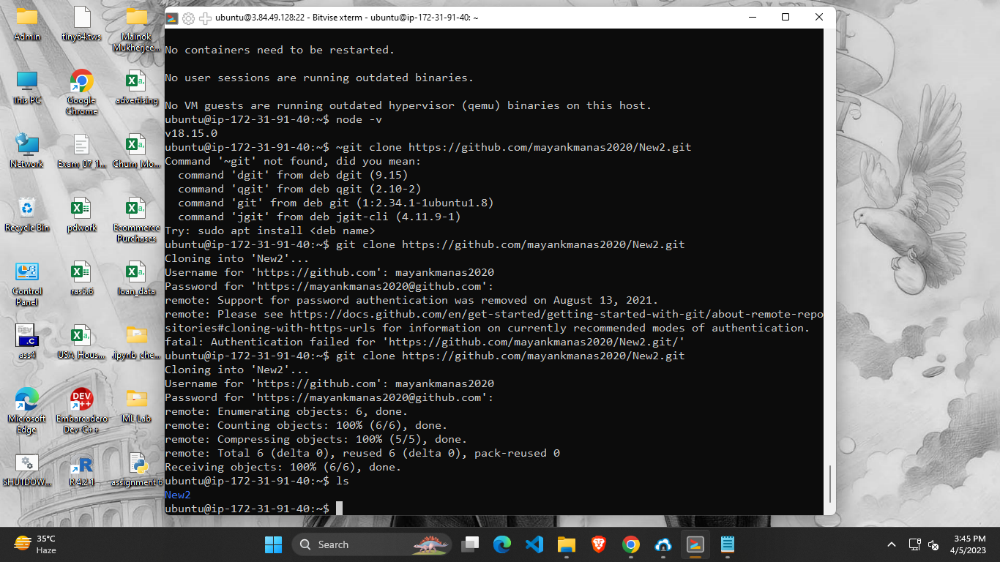 Admin
tiny64.tws
Mainok
Mukherjee...
This PC
Google
Chrome
advertising
Network
Exam_07_1...
Churn_Mo...
Recycle Bin
pdwork
Ecommerce
Purchases
Control
Panel
ras5.6
loan_data
ass4
USA_Hous...
.ipynb_che...
Microsoft
Edge
Embarcadero
Dev-C++
ML Lab
SHUTDOW...
R 4.2.1
assignment 6
ubuntu@3.84.49.128:22 - Bitvise xterm - ubuntu@ip-172-31-91-40: ~
No containers need to be restarted.
No user sessions are running outdated binaries.
No VM guests are running outdated hypervisor (qemu) binaries on this host.
ubuntu@ip-172-31-91-40:~$ node -v
v18.15.0
ubuntu@ip-172-31-91-40:~$ ~git clone https://github.com/mayankmanas2020/New2.git
Command '~git' not found, did you mean:
command 'dgit' from deb dgit (9.15)
command 'qgit' from deb qgit (2.10-2)
command 'git' from deb git (1:2.34.1-1ubuntu1.8)
command 'jgit' from deb jgit-cli (4.11.9-1)
Try: sudo apt install <deb name>
ubuntu@ip-172-31-91-40:~$ git clone https://github.com/mayankmanas2020/New2.git
Cloning into 'New2'...
Username for 'https://github.com': mayankmanas2020
Password for 'https://mayankmanas2020@github.com':
remote: Support for password authentication was removed on August 13, 2021.
remote: Please see https://docs.github.com/en/get-started/getting-started-with-git/about-remote-repo
sitories#cloning-with-https-urls for information on currently recommended modes of authentication.
fatal: Authentication failed for 'https://github.com/mayankmanas2020/New2.git/'
ubuntu@ip-172-31-91-40:~$ git clone https://github.com/mayankmanas2020/New2.git
Cloning into 'New2'...
Username for 'https://github.com': mayankmanas2020
Password for 'https://mayankmanas2020@github.com':
remote: Enumerating objects: 6, done.
remote: Counting objects: 100% (6/6), done.
remote: Compressing objects: 100% (5/5), done.
remote: Total 6 (delta 0), reused 6 (delta 0), pack-reused 0
Receiving objects: 100% (6/6), done.
ubuntu@ip-172-31-91-40:~$ ls
New2
ubuntu@ip-172-31-91-40:~$
35°C
Haze
Search
3:45 PM
4/5/2023